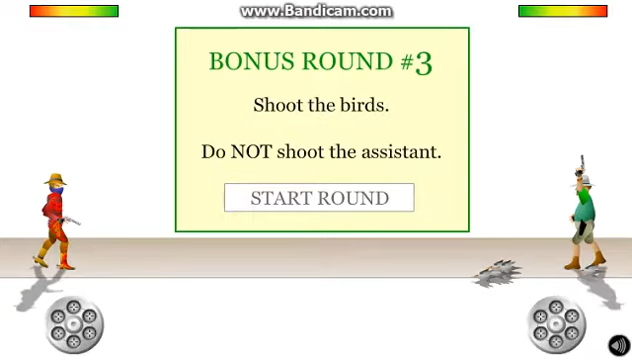 www.Bandicam.com
BONUS ROUND #3
Shoot the birds.
Do NOT shoot the assistant.
START ROUND